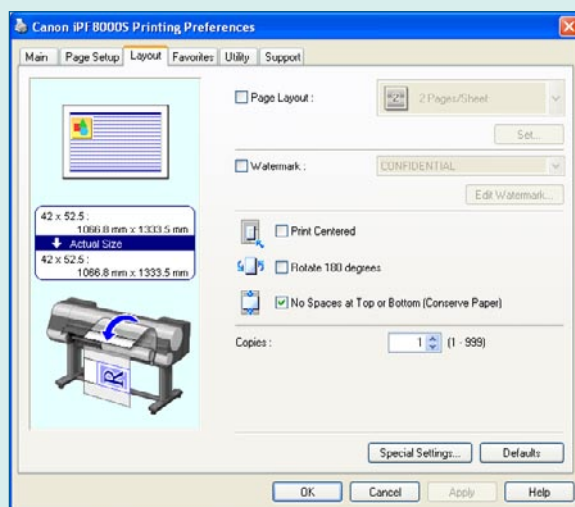 Canon iPF8000S Printing Preferences
Main Page Setup Layout Favorites Utility Support
Page Layout :
2 Pages/Sheet
Set...
Watermark :
CONFIDENTIAL
Edit Watermark...
42 x 52.5 :
1066.8 mm x 1333.5 mm
Actual Size
42 x 52.5 :
1066.8 mm x 1333.5 mm
Print Centered
Rotate 180 degrees
No Spaces at Top or Bottom (Conserve Paper)
Copies :
1 (1 - 999)
R
Special Settings... Defaults
OK Cancel Apply Help